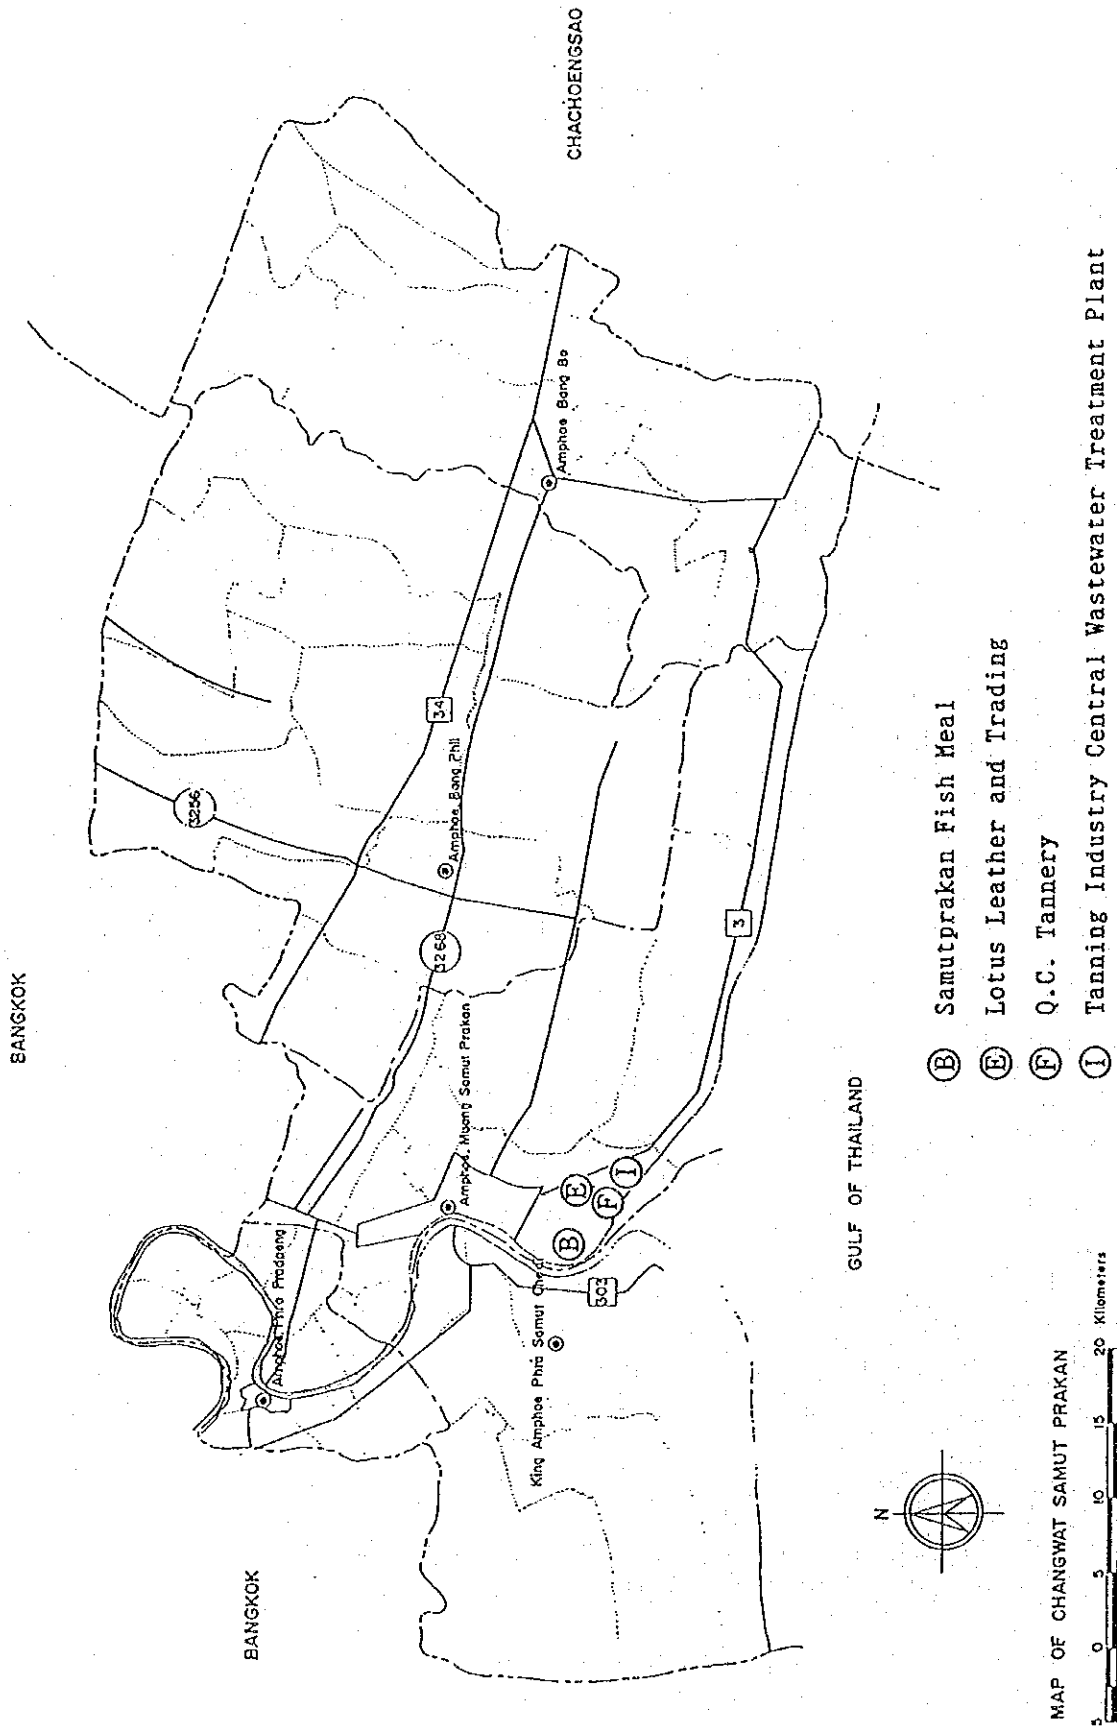 BANGKOK
BANGKOK
CHACHOENGSAO
3256
34
3268
Amphoe Bang Phli
Amphoe Bang Bo
Amphoe Phra Pradaeng
Amphoe Muang Samut Prakan
King Amphoe Phra Samut Chedi
303
3
B
E
F
I
GULF OF THAILAND
N
MAP OF CHANGWAT SAMUT PRAKAN
5 0 5 10 15 20 Kilometers
B Samutprakan Fish Meal
E Lotus Leather and Trading
F Q.C. Tannery
I Tanning Industry Central Wastewater Treatment Plant